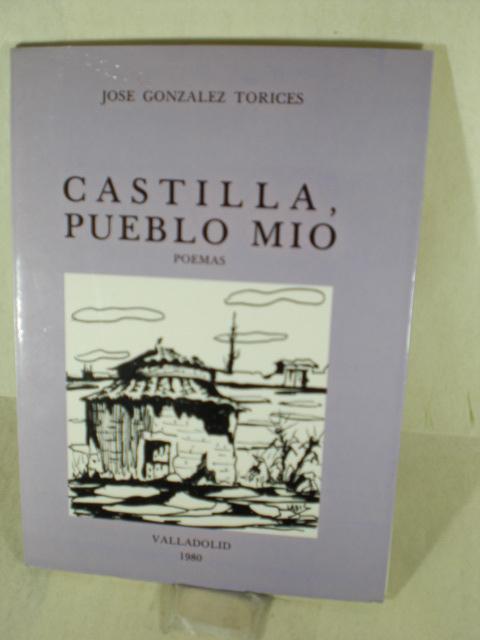 JOSE GONZALEZ TORICES
CASTILLA,
PUEBLO MIO
POEMAS
VALLADOLID
1980